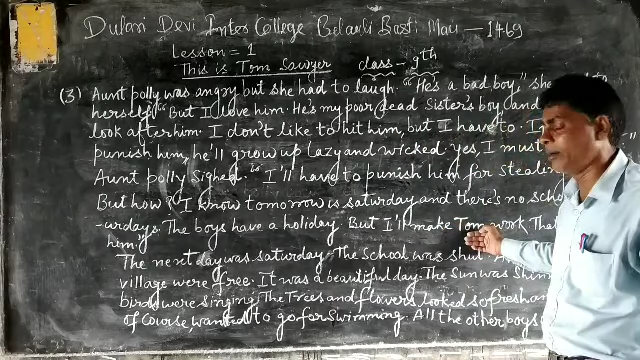 Dulari Devi Inter College Belauli Basti Mau — 1469
Lesson = 1
This is Tom Sawyer class - 9th
(3) Aunt polly was angry but she had to laugh. "He's a bad boy," she to
herself. "But I love him. He's my poor dead Sister's boy and
look after him. I don't like to hit him, but I have to.
punish him, he'll grow up Lazy and wicked. yes, I must
Aunt polly Sighed. "I'll have to punish him for
But how? I know tomorrow is saturday and there's no
-urdays. The boys have a holiday. But I'll make Tom work
him.
The next day was saturday. The School was shut.
village were free. It was a beautiful day. The Sun was
birds were singing. The Trees and flowers looked so fresh
of Course, wanted to go for swimming. All the other boys